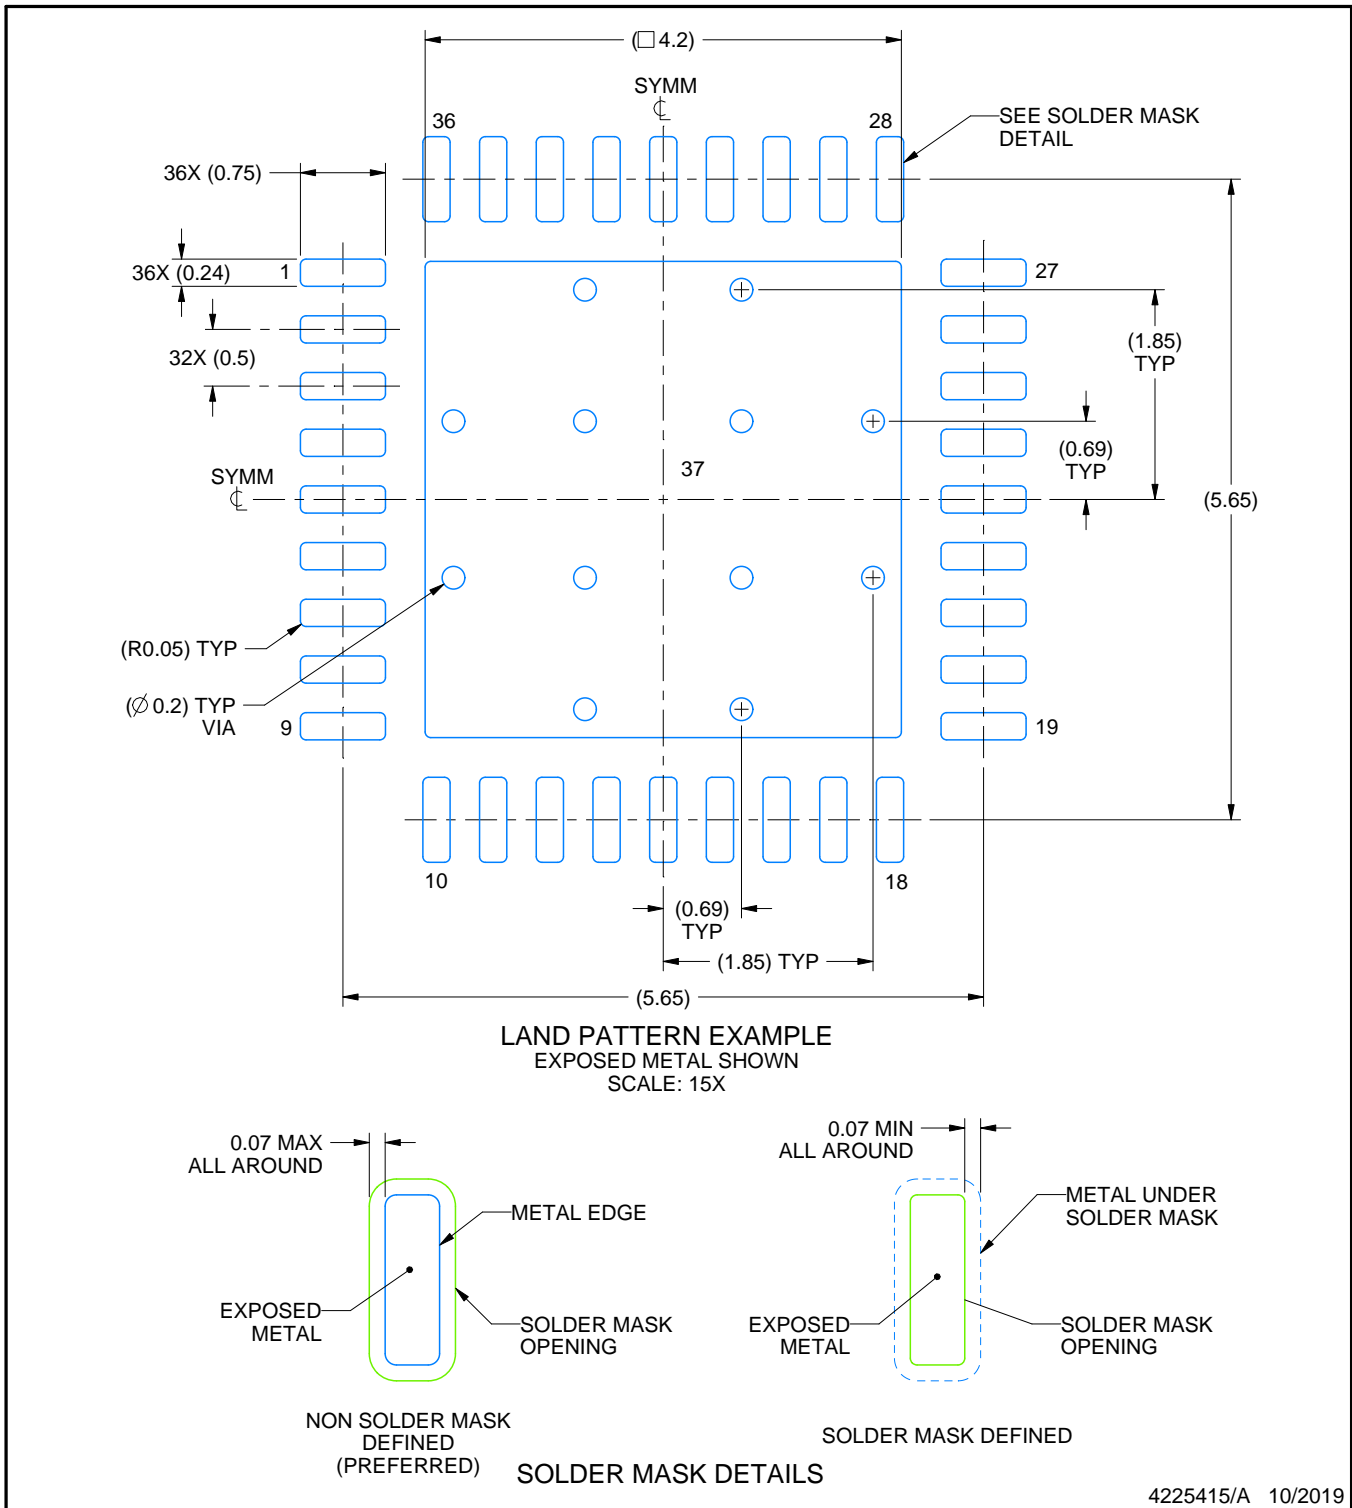 (□ 4.2)
SYMM
℄
36
28
SEE SOLDER MASK
DETAIL
36X (0.75)
36X (0.24)
1
27
32X (0.5)
(1.85)
TYP
(0.69)
TYP
SYMM
℄
37
(5.65)
(R0.05) TYP
(∅ 0.2) TYP
VIA
9
19
10
18
(0.69)
TYP
(1.85) TYP
(5.65)
LAND PATTERN EXAMPLE
EXPOSED METAL SHOWN
SCALE: 15X
0.07 MAX
ALL AROUND
METAL EDGE
EXPOSED
METAL
SOLDER MASK
OPENING
NON SOLDER MASK
DEFINED
(PREFERRED)
0.07 MIN
ALL AROUND
METAL UNDER
SOLDER MASK
EXPOSED
METAL
SOLDER MASK
OPENING
SOLDER MASK DEFINED
SOLDER MASK DETAILS
4225415/A 10/2019